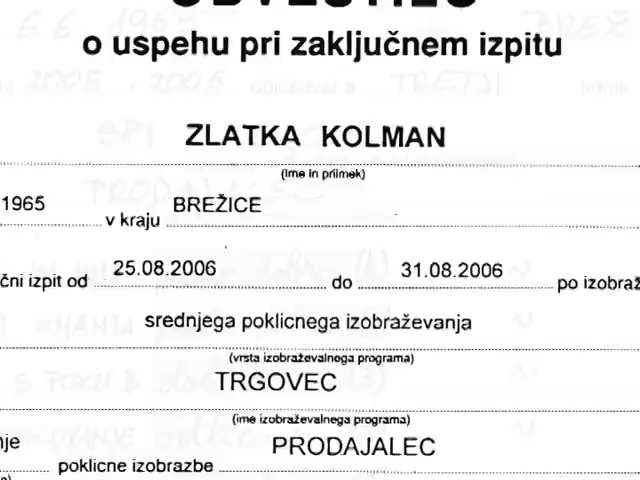 OBVESTILO
o uspehu pri zaključnem izpitu
ZLATKA KOLMAN
(ime in priimek)
1965 v kraju BREŽICE
čni izpit od 25.08.2006 do 31.08.2006 po izobraž
srednjega poklicnega izobraževanja
(vrsta izobraževalnega programa)
TRGOVEC
(ime izobraževalnega programa)
nje poklicne izobrazbe PRODAJALEC